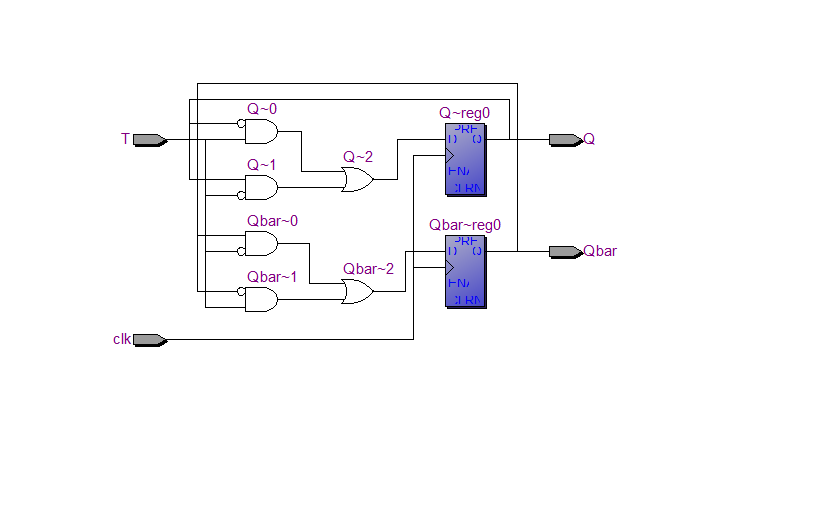 Q~0
Q~reg0
T
PRE
D Q
Q
Q~1
Q~2
ENA
CLRN
Qbar~0
Qbar~reg0
PRE
D Q
Qbar
Qbar~1
Qbar~2
ENA
CLRN
clk